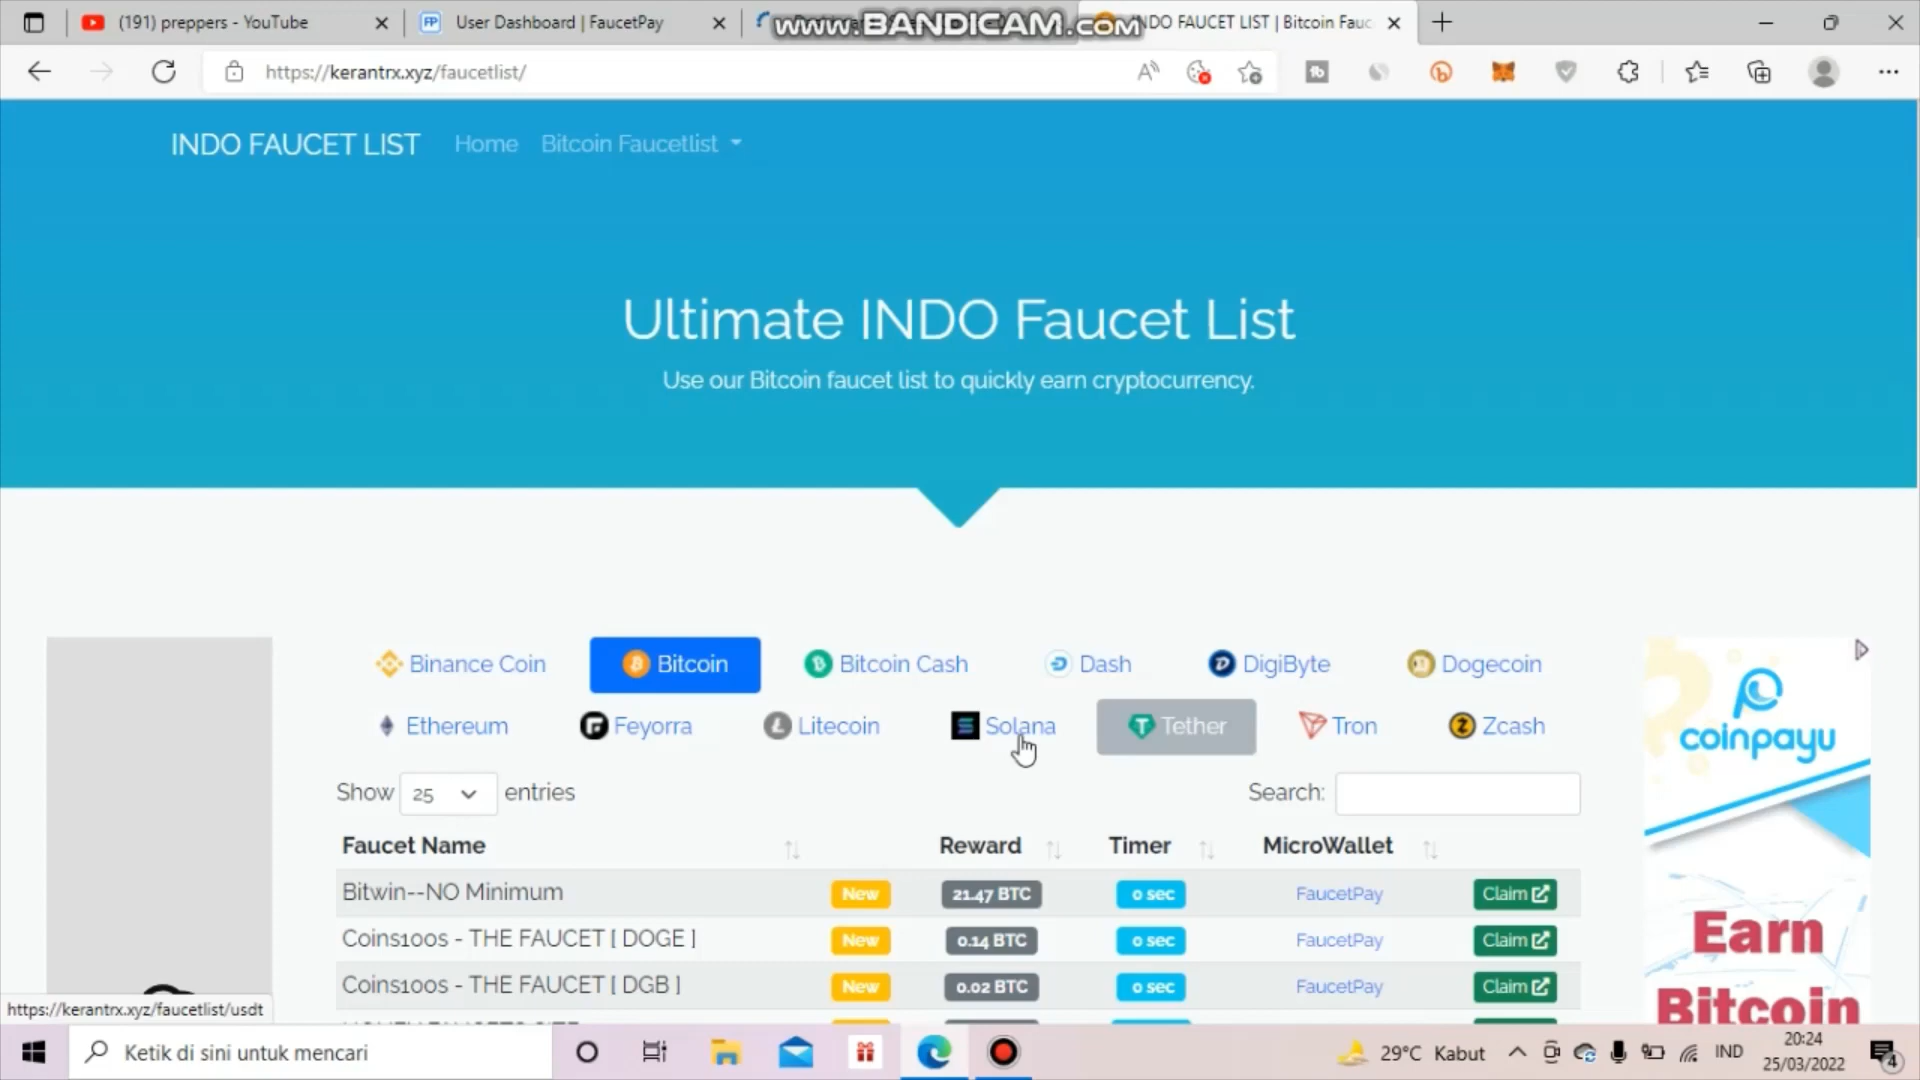 (191) preppers - YouTube
User Dashboard | FaucetPay
www.BANDICAM.com
INDO FAUCET LIST | Bitcoin Fauc
https://kerantrx.xyz/faucetlist/
INDO FAUCET LIST
Home
Bitcoin Faucetlist
Ultimate INDO Faucet List
Use our Bitcoin faucet list to quickly earn cryptocurrency.
Binance Coin
Bitcoin
Bitcoin Cash
Dash
DigiByte
Dogecoin
Ethereum
Feyorra
Litecoin
Solana
Tether
Tron
Zcash
Show 25 entries
Search:
Faucet Name
Reward
Timer
MicroWallet
Bitwin--NO Minimum
New
21.47 BTC
0 sec
FaucetPay
Claim
Coins100s - THE FAUCET [ DOGE ]
New
0.14 BTC
0 sec
FaucetPay
Claim
Coins100s - THE FAUCET [ DGB ]
New
0.02 BTC
0 sec
FaucetPay
Claim
coinpayu
Earn
Bitcoin
https://kerantrx.xyz/faucetlist/usdt
Ketik di sini untuk mencari
29°C Kabut
IND
20:24
25/03/2022
4